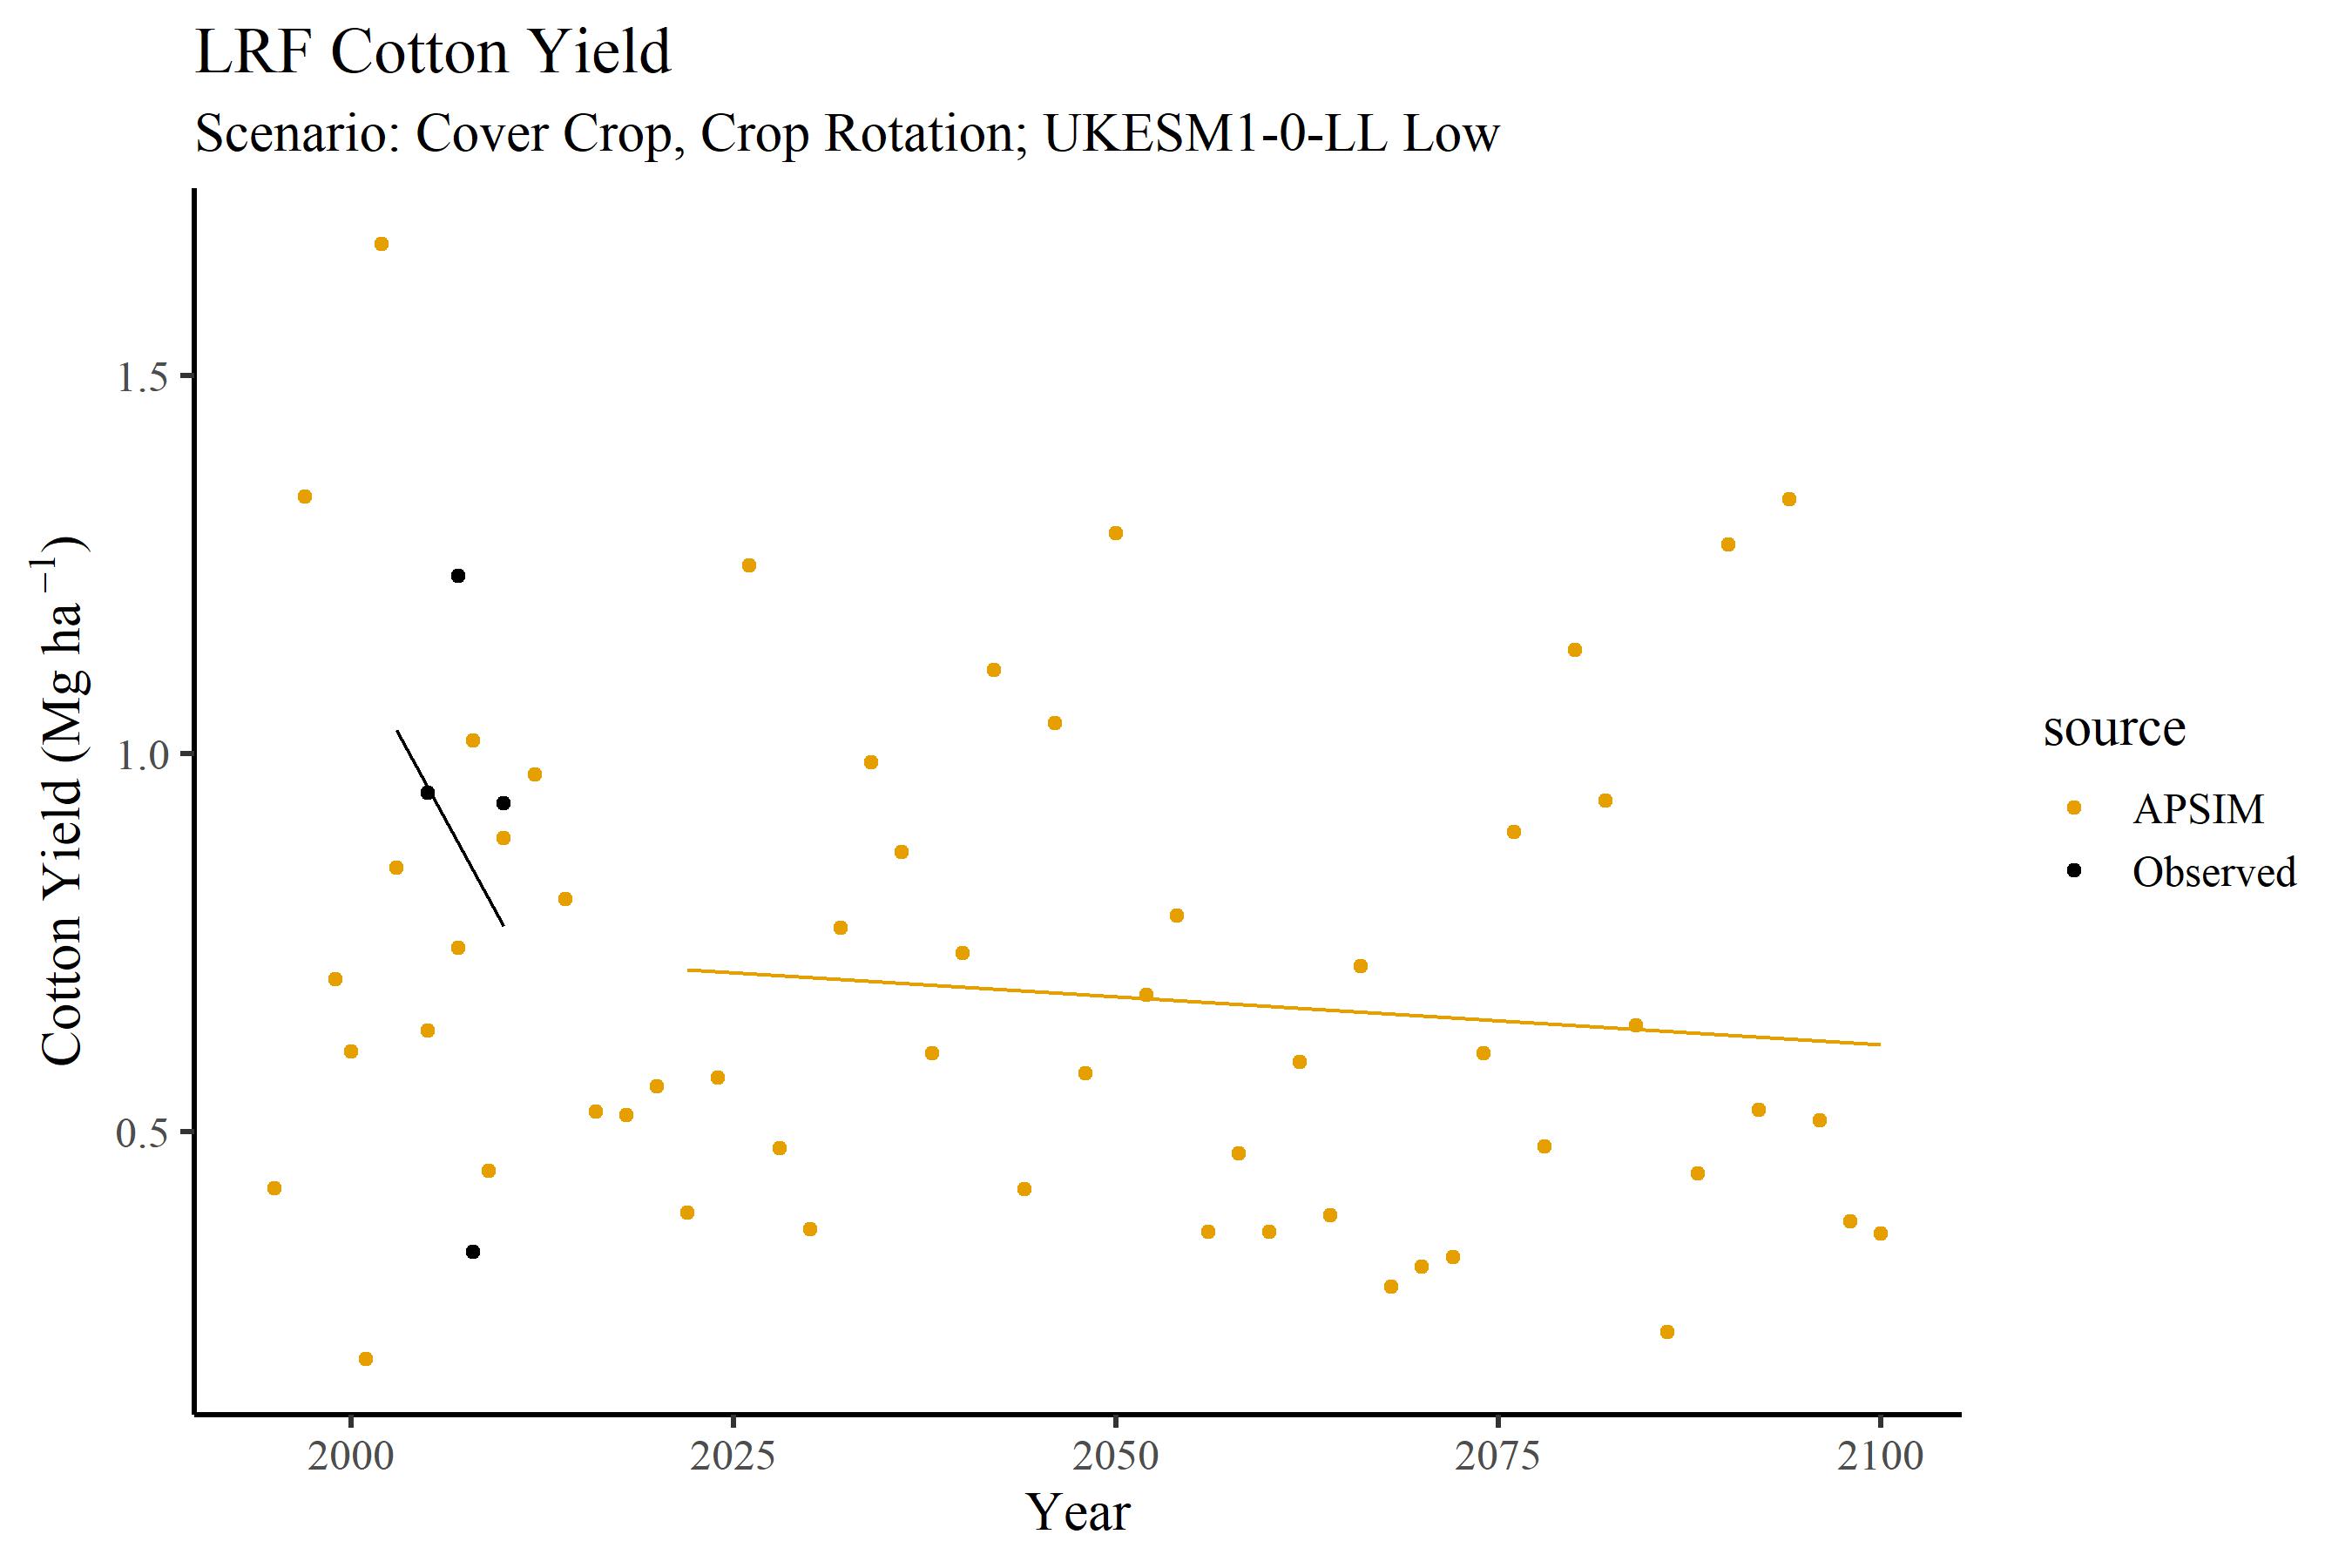 LRF Cotton Yield
Scenario: Cover Crop, Crop Rotation; UKESM1-0-LL Low
Cotton Yield (Mg ha⁻¹)
1.5
1.0
0.5
2000
2025
2050
2075
2100
Year
source
APSIM
Observed